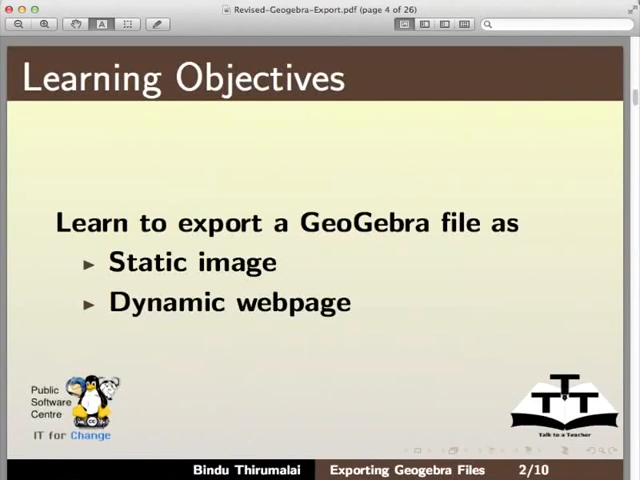 Revised-Geogebra-Export.pdf (page 4 of 26)
Learning Objectives
Learn to export a GeoGebra file as
Static image
Dynamic webpage
Public
Software
Centre
IT for Change
TTT
Talk to a Teacher
Bindu Thirumalai Exporting Geogebra Files 2/10